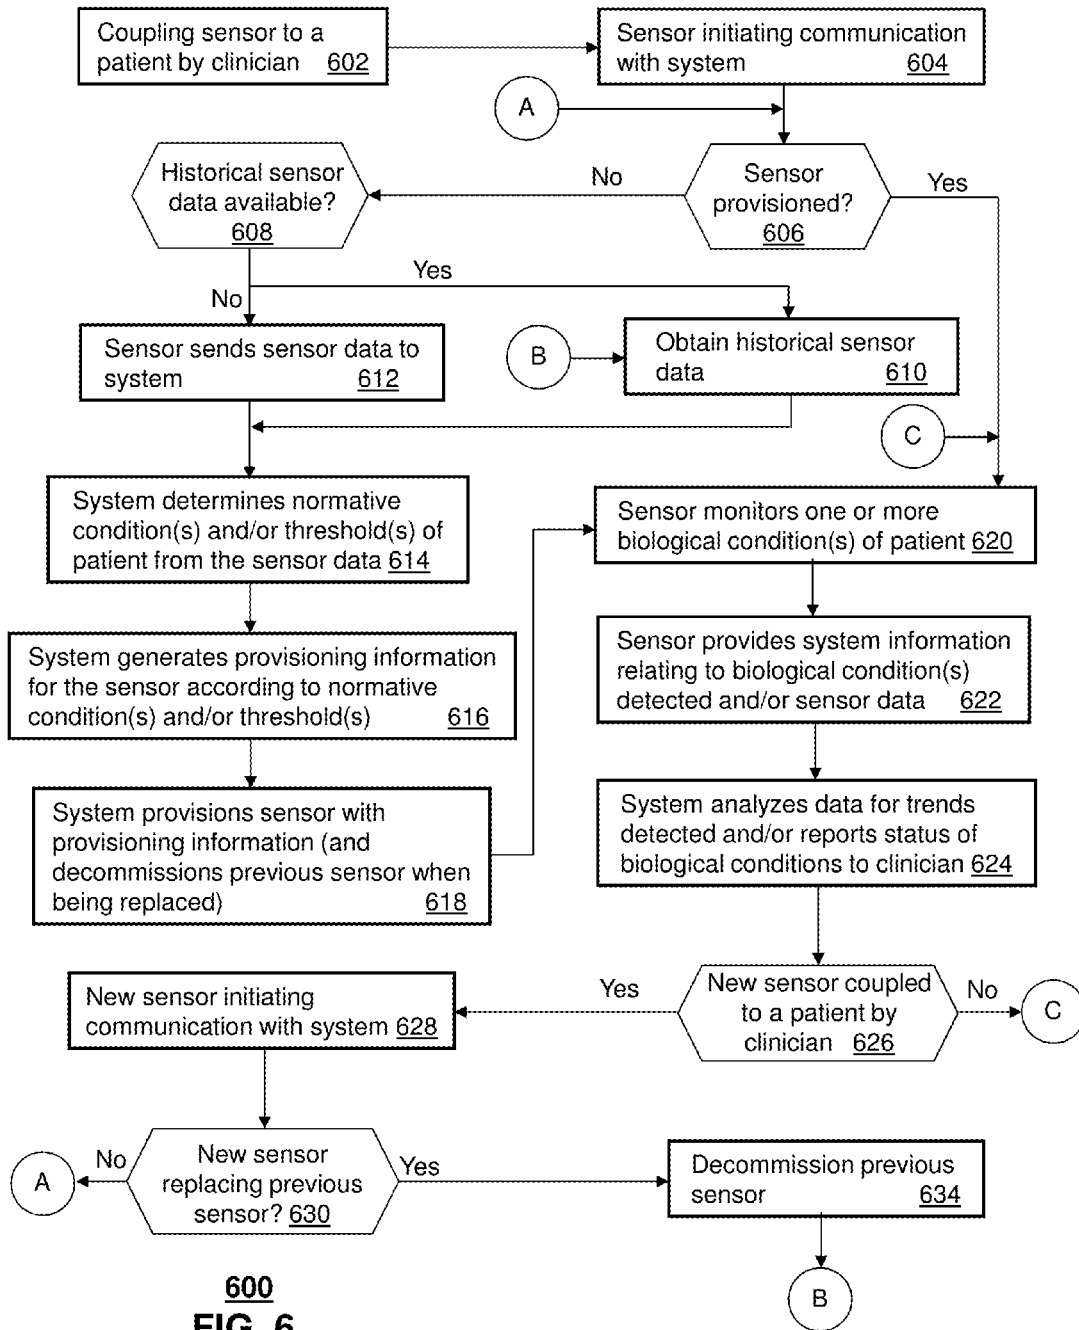 Coupling sensor to a
patient by clinician 602
Sensor initiating communication
with system 604
A
Historical sensor
data available?
608
No
Sensor
provisioned?
606
Yes
Yes
No
Sensor sends sensor data to
system 612
B
Obtain historical sensor
data 610
C
System determines normative
condition(s) and/or threshold(s) of
patient from the sensor data 614
Sensor monitors one or more
biological condition(s) of patient 620
System generates provisioning information
for the sensor according to normative
condition(s) and/or threshold(s) 616
Sensor provides system information
relating to biological condition(s)
detected and/or sensor data 622
System provisions sensor with
provisioning information (and
decommissions previous sensor when
being replaced) 618
System analyzes data for trends
detected and/or reports status of
biological conditions to clinician 624
New sensor initiating
communication with system 628
Yes
New sensor coupled
to a patient by
clinician 626
No
C
A
No
New sensor
replacing previous
sensor? 630
Yes
Decommission previous
sensor 634
B
600
FIG. 6